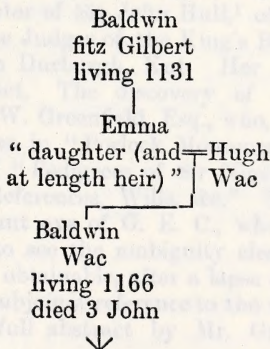 Baldwin
fitz Gilbert
living 1131
Emma
“daughter (and Hugh
at length heir)” Wac
Baldwin
Wac
living 1166
died 3 John